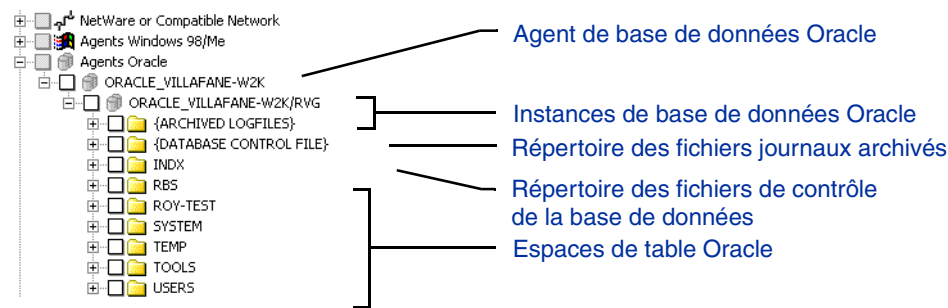 NetWare or Compatible Network
Agents Windows 98/Me
Agents Oracle
ORACLE_VILLAFANE-W2K
ORACLE_VILLAFANE-W2K/RVG
{ARCHIVED LOGFILES}
{DATABASE CONTROL FILE}
INDX
RBS
ROY-TEST
SYSTEM
TEMP
TOOLS
USERS
Agent de base de données Oracle
Instances de base de données Oracle
Répertoire des fichiers journaux archivés
Répertoire des fichiers de contrôle
de la base de données
Espaces de table Oracle